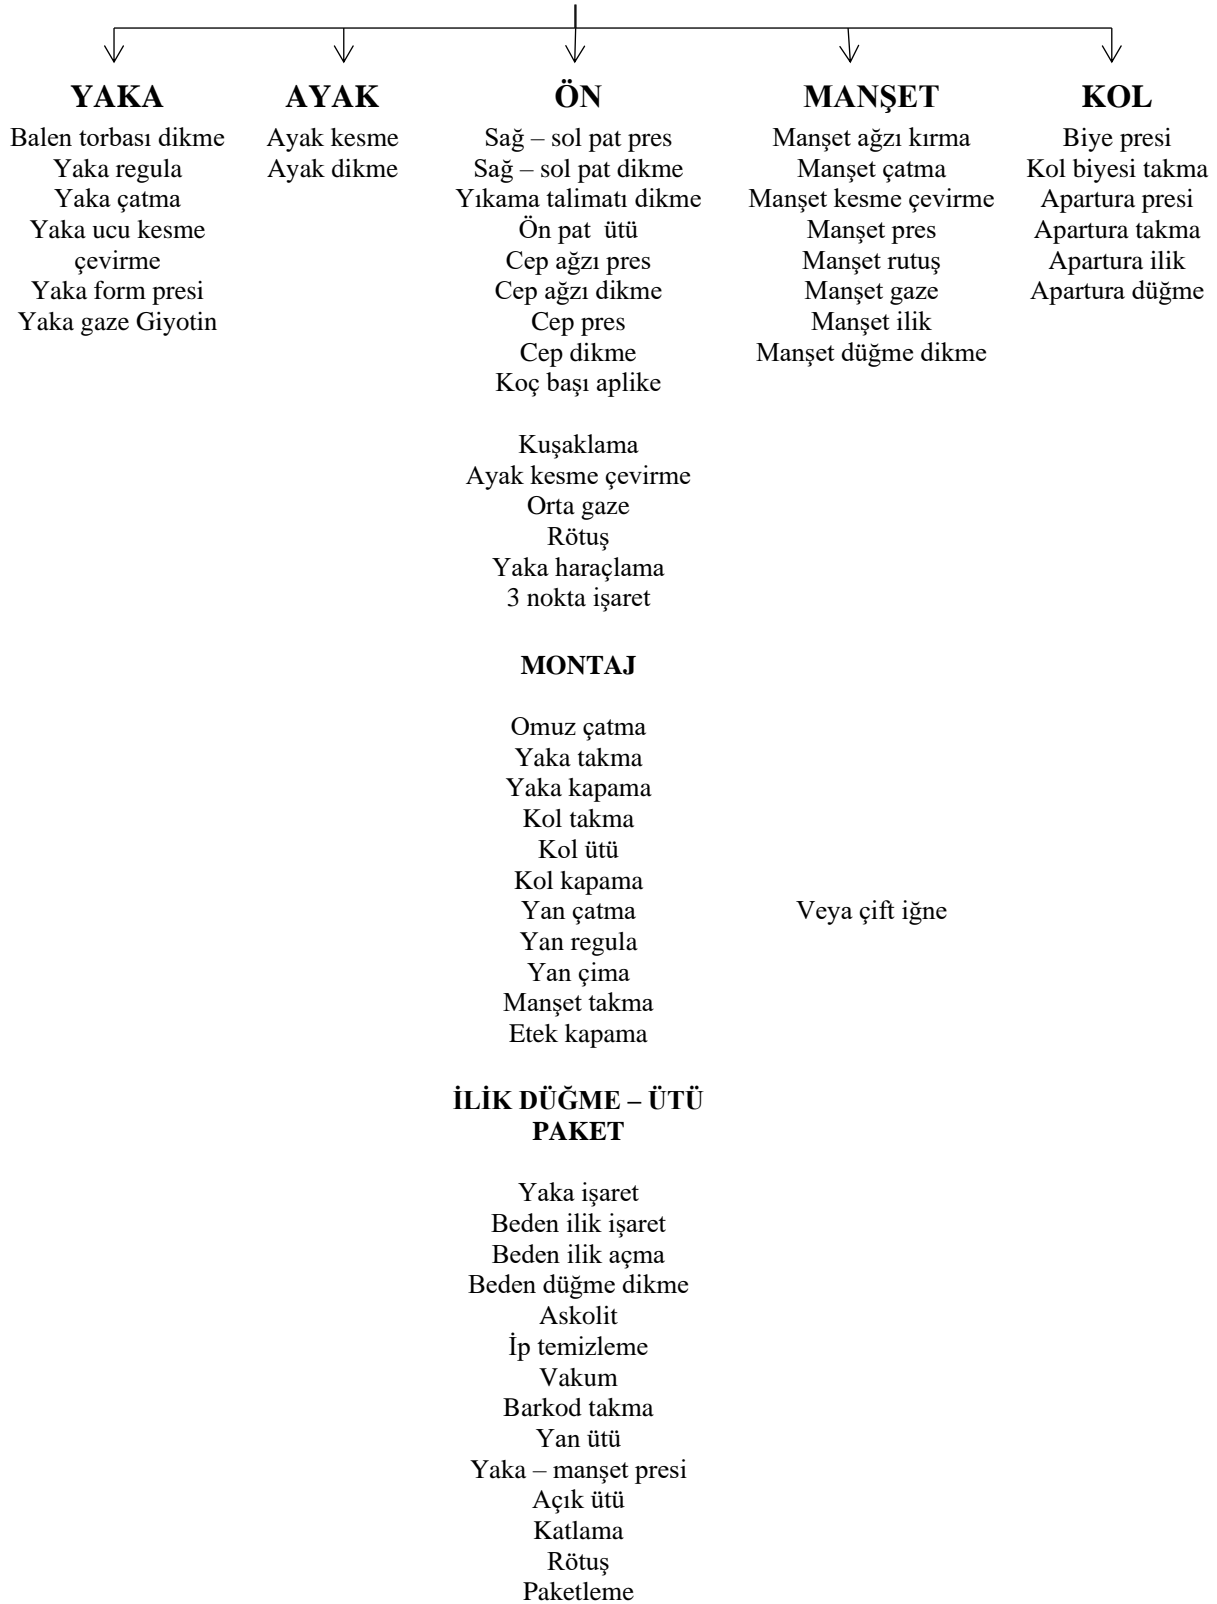 YAKA
Balen torbası dikme
Yaka regula
Yaka çatma
Yaka ucu kesme
çevirme
Yaka form presi
Yaka gaze Giyotin
AYAK
Ayak kesme
Ayak dikme
ÖN
Sağ – sol pat pres
Sağ – sol pat dikme
Yıkama talimatı dikme
Ön pat  ütü
Cep ağzı pres
Cep ağzı dikme
Cep pres
Cep dikme
Koç başı aplike
Kuşaklama
Ayak kesme çevirme
Orta gaze
Rötuş
Yaka haraçlama
3 nokta işaret
MANŞET
Manşet ağzı kırma
Manşet çatma
Manşet kesme çevirme
Manşet pres
Manşet rutuş
Manşet gaze
Manşet ilik
Manşet düğme dikme
KOL
Biye presi
Kol biyesi takma
Apartura presi
Apartura takma
Apartura ilik
Apartura düğme
MONTAJ
Omuz çatma
Yaka takma
Yaka kapama
Kol takma
Kol ütü
Kol kapama
Yan çatma
Veya çift iğne
Yan regula
Yan çima
Manşet takma
Etek kapama
İLİK DÜĞME – ÜTÜ
PAKET
Yaka işaret
Beden ilik işaret
Beden ilik açma
Beden düğme dikme
Askolit
İp temizleme
Vakum
Barkod takma
Yan ütü
Yaka – manşet presi
Açık ütü
Katlama
Rötuş
Paketleme